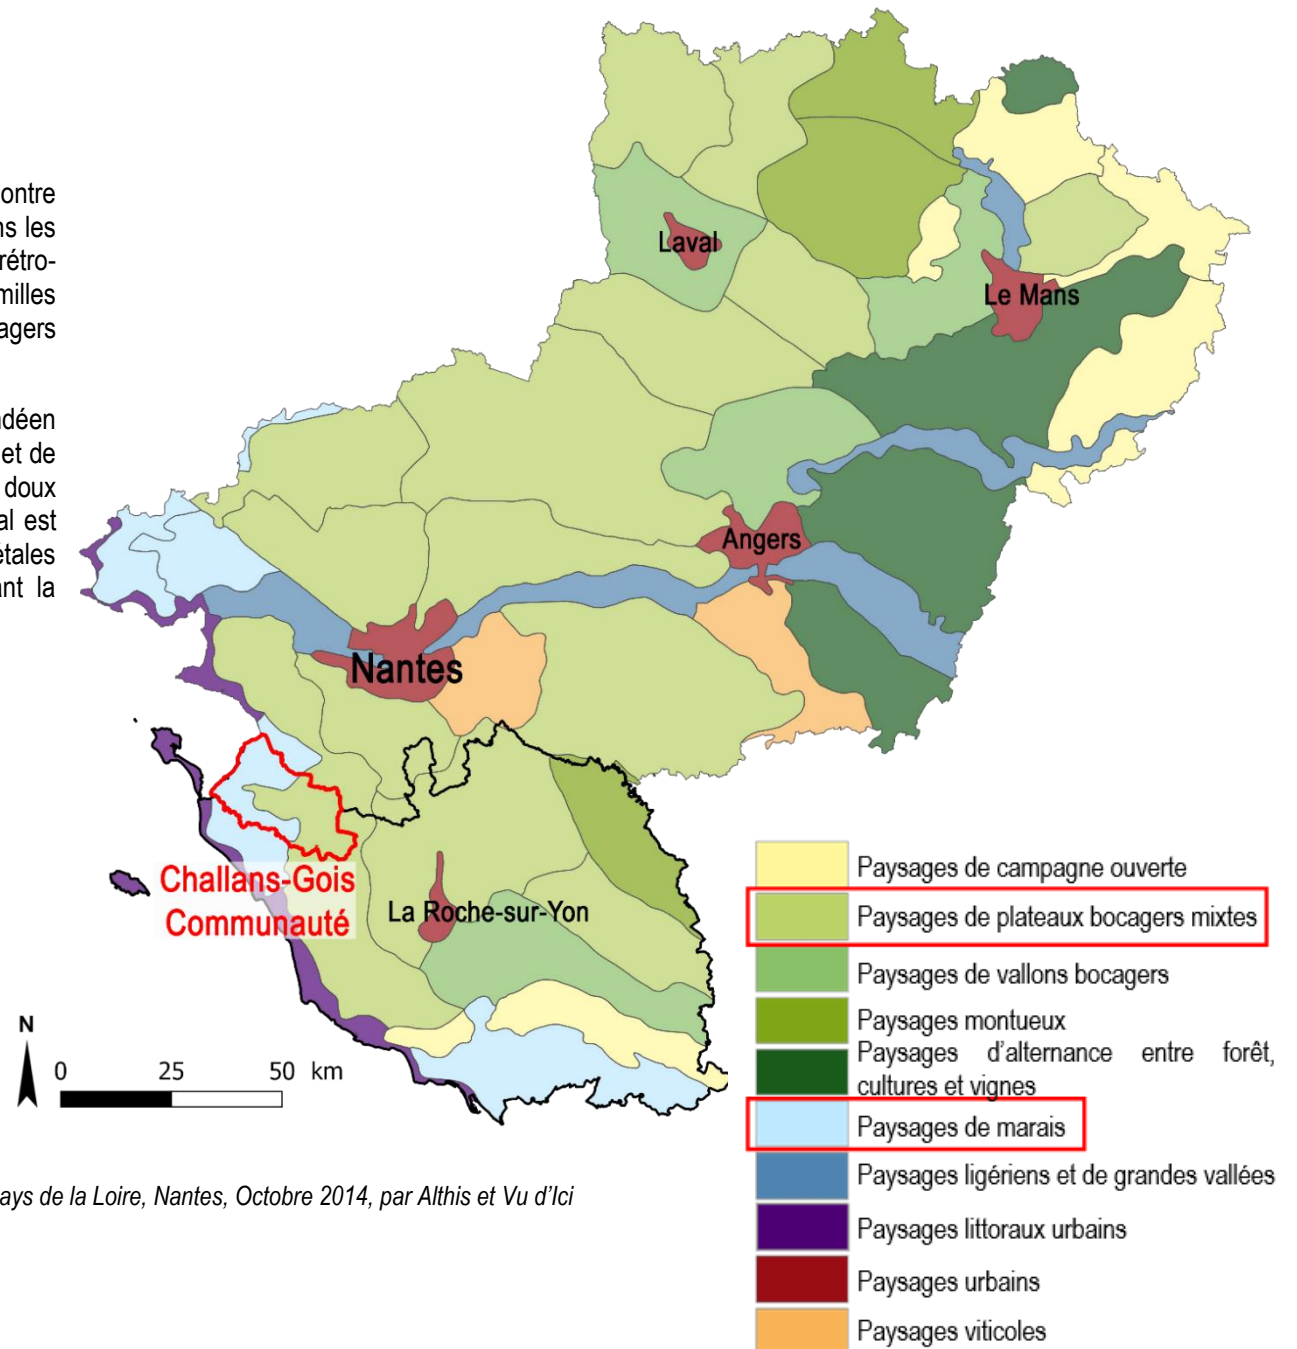 ontre
ns les
rétro-
milles
agers
ndéen
et de
doux
al est
étales
ant la
Laval
Le Mans
Angers
Nantes
Challans-Gois
Communauté
La Roche-sur-Yon
N
0 25 50 km
Paysages de campagne ouverte
Paysages de plateaux bocagers mixtes
Paysages de vallons bocagers
Paysages montueux
Paysages d'alternance entre forêt,
cultures et vignes
Paysages de marais
Paysages ligériens et de grandes vallées
Paysages littoraux urbains
Paysages urbains
Paysages viticoles
ays de la Loire, Nantes, Octobre 2014, par Althis et Vu d'Ici